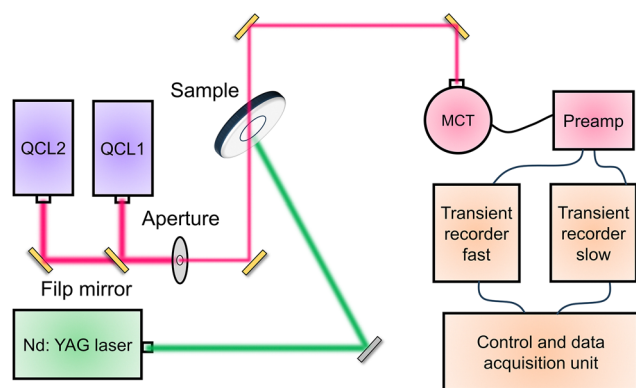 Sample
QCL2
QCL1
MCT
Preamp
Aperture
Transient
recorder
fast
Transient
recorder
slow
Filp mirror
Nd: YAG laser
Control and data
acquisition unit